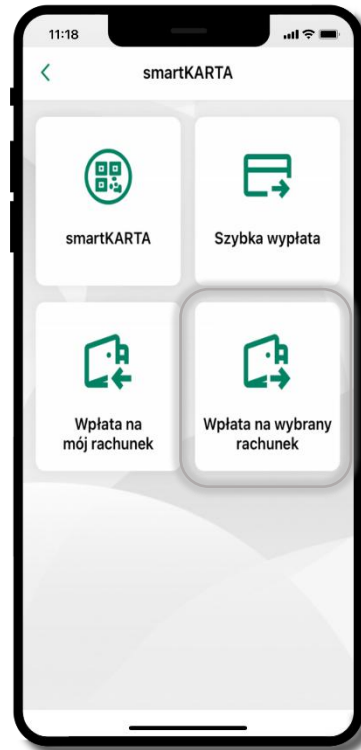 11:18
smartKARTA
smartKARTA
Szybka wypłata
Wpłata na
mój rachunek
Wpłata na wybrany
rachunek